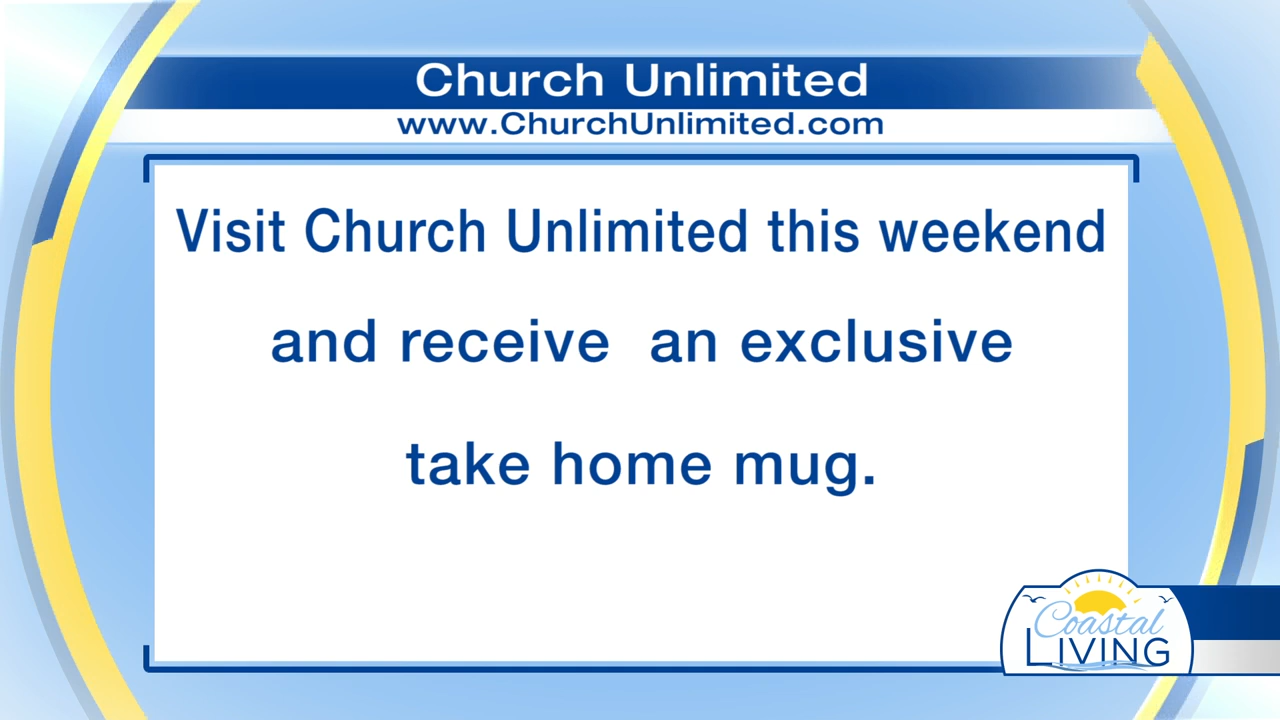 Church Unlimited
www.ChurchUnlimited.com
Visit Church Unlimited this weekend
and receive  an exclusive
take home mug.
Coastal
LIVING